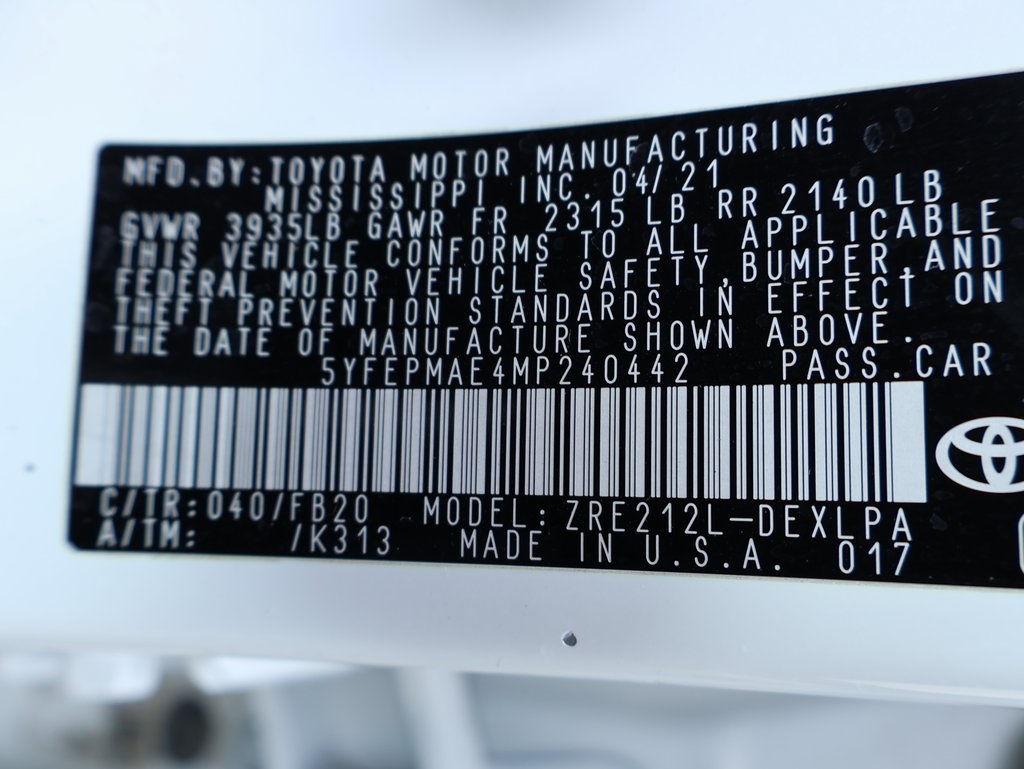 MFD.BY:TOYOTA MOTOR MANUFACTURING
MISSISSIPPI INC. 04/21
GVWR 3935LB GAWR FR 2315 LB RR 2140 LB
THIS VEHICLE CONFORMS TO ALL APPLICABLE
FEDERAL MOTOR VEHICLE SAFETY,BUMPER,AND
THEFT PREVENTION STANDARDS IN EFFECT ON
THE DATE OF MANUFACTURE SHOWN ABOVE.
5YFEPMAE4MP240442 PASS.CAR
C/TR:040/FB20 MODEL:ZRE212L-DEXLPA
A/TM: /K313 MADE IN U.S.A. 017